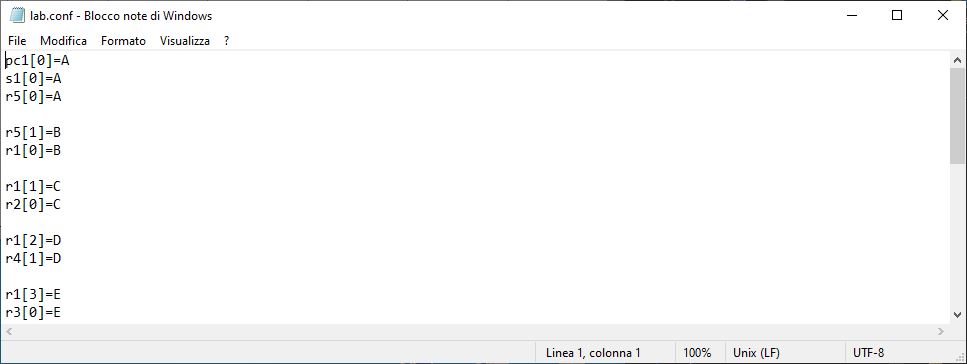 lab.conf - Blocco note di Windows
File Modifica Formato Visualizza ?
pc1[0]=A
s1[0]=A
r5[0]=A
r5[1]=B
r1[0]=B
r1[1]=C
r2[0]=C
r1[2]=D
r4[1]=D
r1[3]=E
r3[0]=E
Linea 1, colonna 1 100% Unix (LF) UTF-8